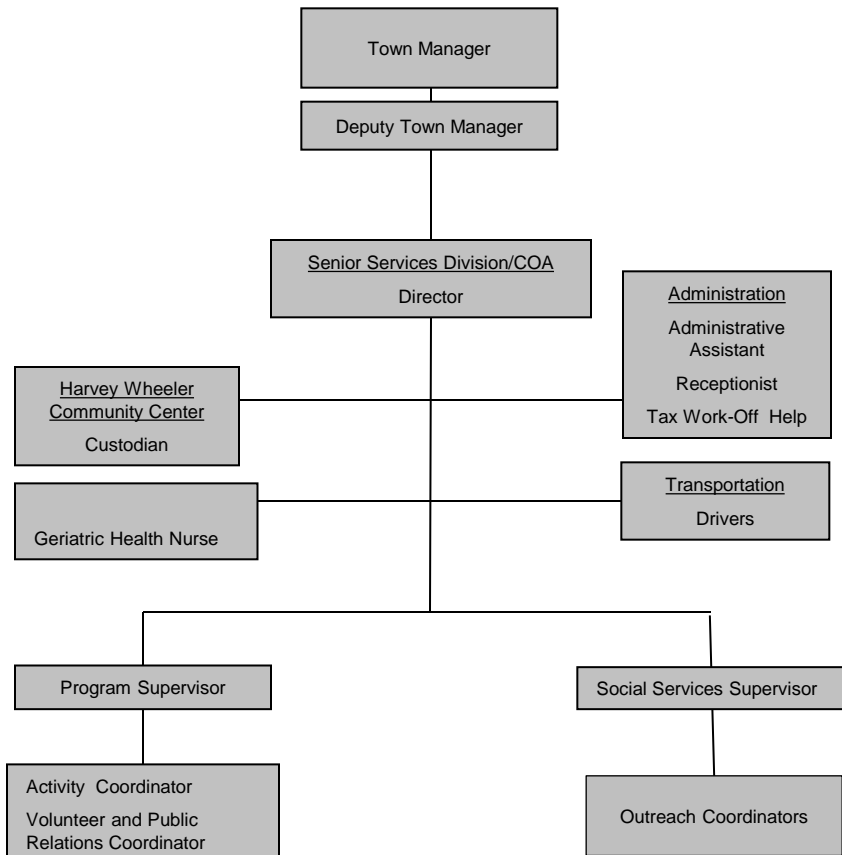 Town Manager
Deputy Town Manager
Senior Services Division/COA
Director
Administration
Administrative
Assistant
Receptionist
Tax Work-Off Help
Harvey Wheeler
Community Center
Custodian
Geriatric Health Nurse
Transportation
Drivers
Program Supervisor
Social Services Supervisor
Activity Coordinator
Volunteer and Public
Relations Coordinator
Outreach Coordinators